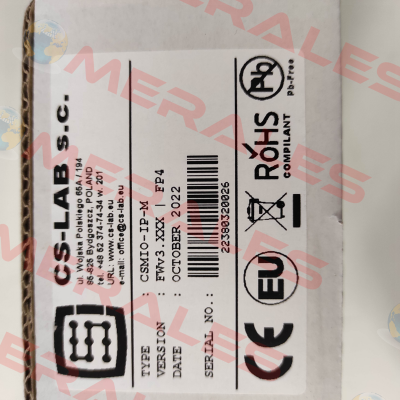 CS-LAB s.c.
ul. Wojska Polskiego 65A / 194
85-825 Bydgoszcz, POLAND
tel. +48 52 374-74-34 w. 201
URL: www.cs-lab.eu
e-mail: office@cs-lab.eu
TYPE : CSMIO-IP-M
VERSION : FWv3.XXX | FP4
DATE : OCTOBER 2022
SERIAL NO.:
22380320026
CE
EU
RoHS
COMPILANT
Pb
Pb-Free
MERALES